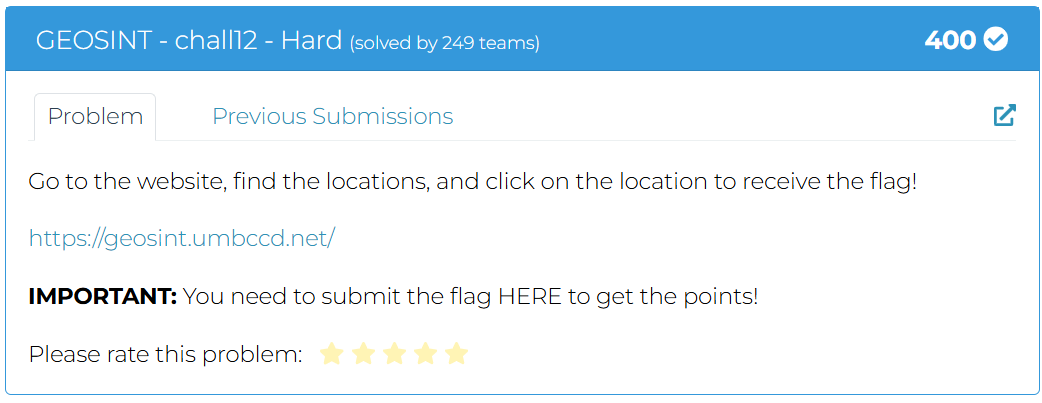 GEOSINT - chall12 - Hard (solved by 249 teams) 400
Problem Previous Submissions
Go to the website, find the locations, and click on the location to receive the flag!
https://geosint.umbccd.net/
IMPORTANT: You need to submit the flag HERE to get the points!
Please rate this problem: